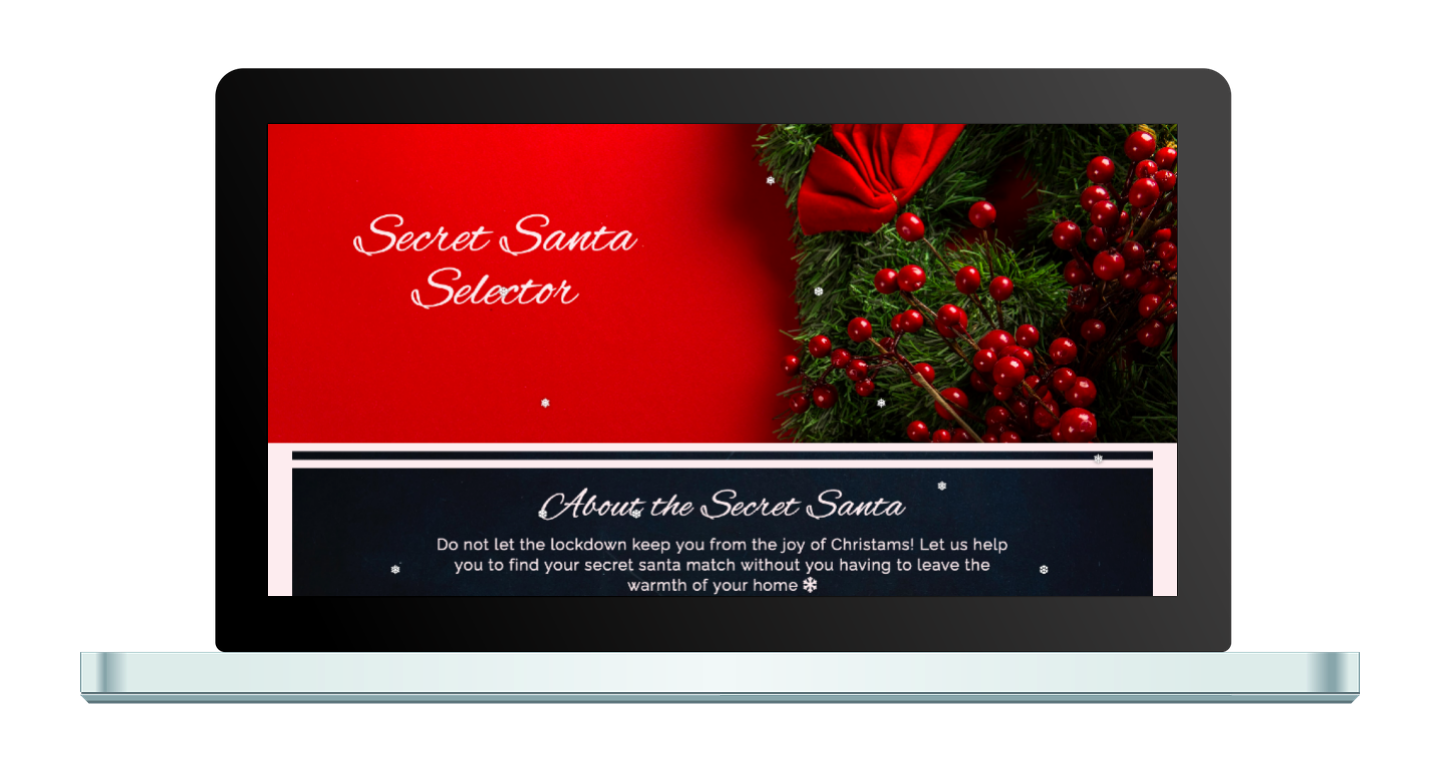 Secret Santa
Selector
About the Secret Santa
Do not let the lockdown keep you from the joy of Christams! Let us help
you to find your secret santa match without you having to leave the
warmth of your home ❄